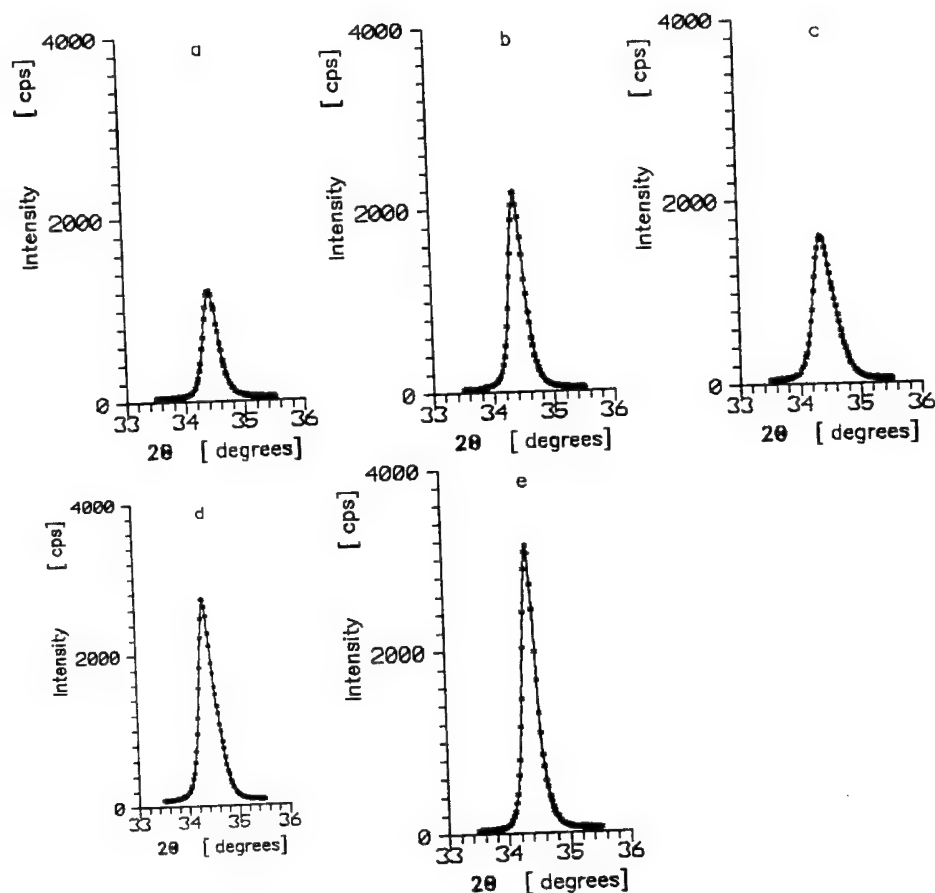 a
Intensity [ cps]
4000
2000
0
33 34 35 36
2θ [ degrees]
b
Intensity [ cps]
4000
2000
0
33 34 35 36
2θ [ degrees]
c
Intensity [ cps]
4000
2000
0
33 34 35 36
2θ [ degrees]
d
Intensity [ cps]
4000
2000
0
33 34 35 36
2θ [ degrees]
e
Intensity [ cps]
4000
2000
0
33 34 35 36
2θ [ degrees]